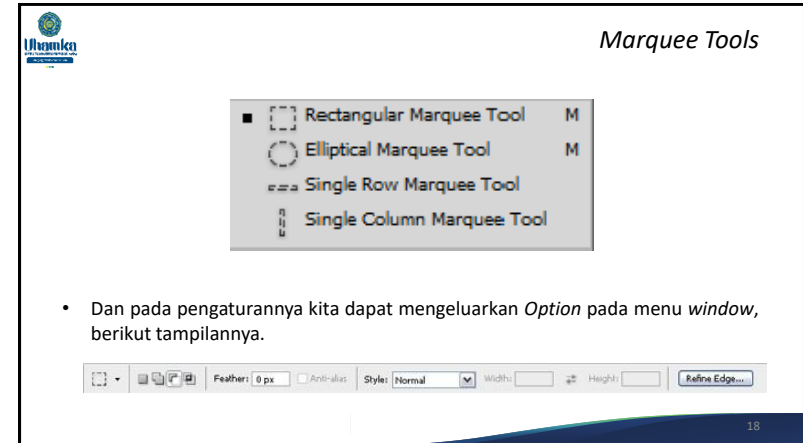 Uhamka
Marquee Tools
Rectangular Marquee Tool M
Elliptical Marquee Tool M
Single Row Marquee Tool
Single Column Marquee Tool
• Dan pada pengaturannya kita dapat mengeluarkan Option pada menu window,
berikut tampilannya.
Feather: 0 px Anti-alias Style: Normal Width: Height: Refine Edge...
18